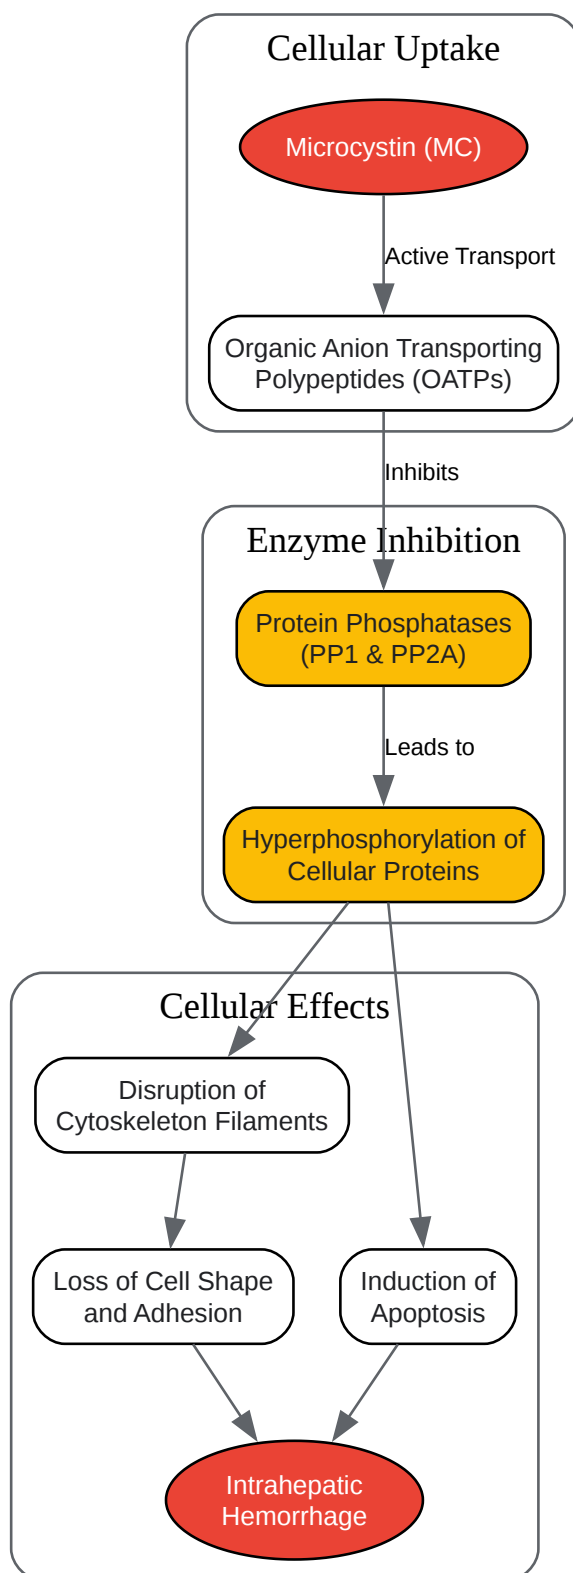 Cellular Uptake
Microcystin (MC)
Active Transport
Organic Anion Transporting
Polypeptides (OATPs)
Inhibits
Enzyme Inhibition
Protein Phosphatases
(PP1 & PP2A)
Leads to
Hyperphosphorylation of
Cellular Proteins
Cellular Effects
Disruption of
Cytoskeleton Filaments
Loss of Cell Shape
and Adhesion
Induction of
Apoptosis
Intrahepatic
Hemorrhage